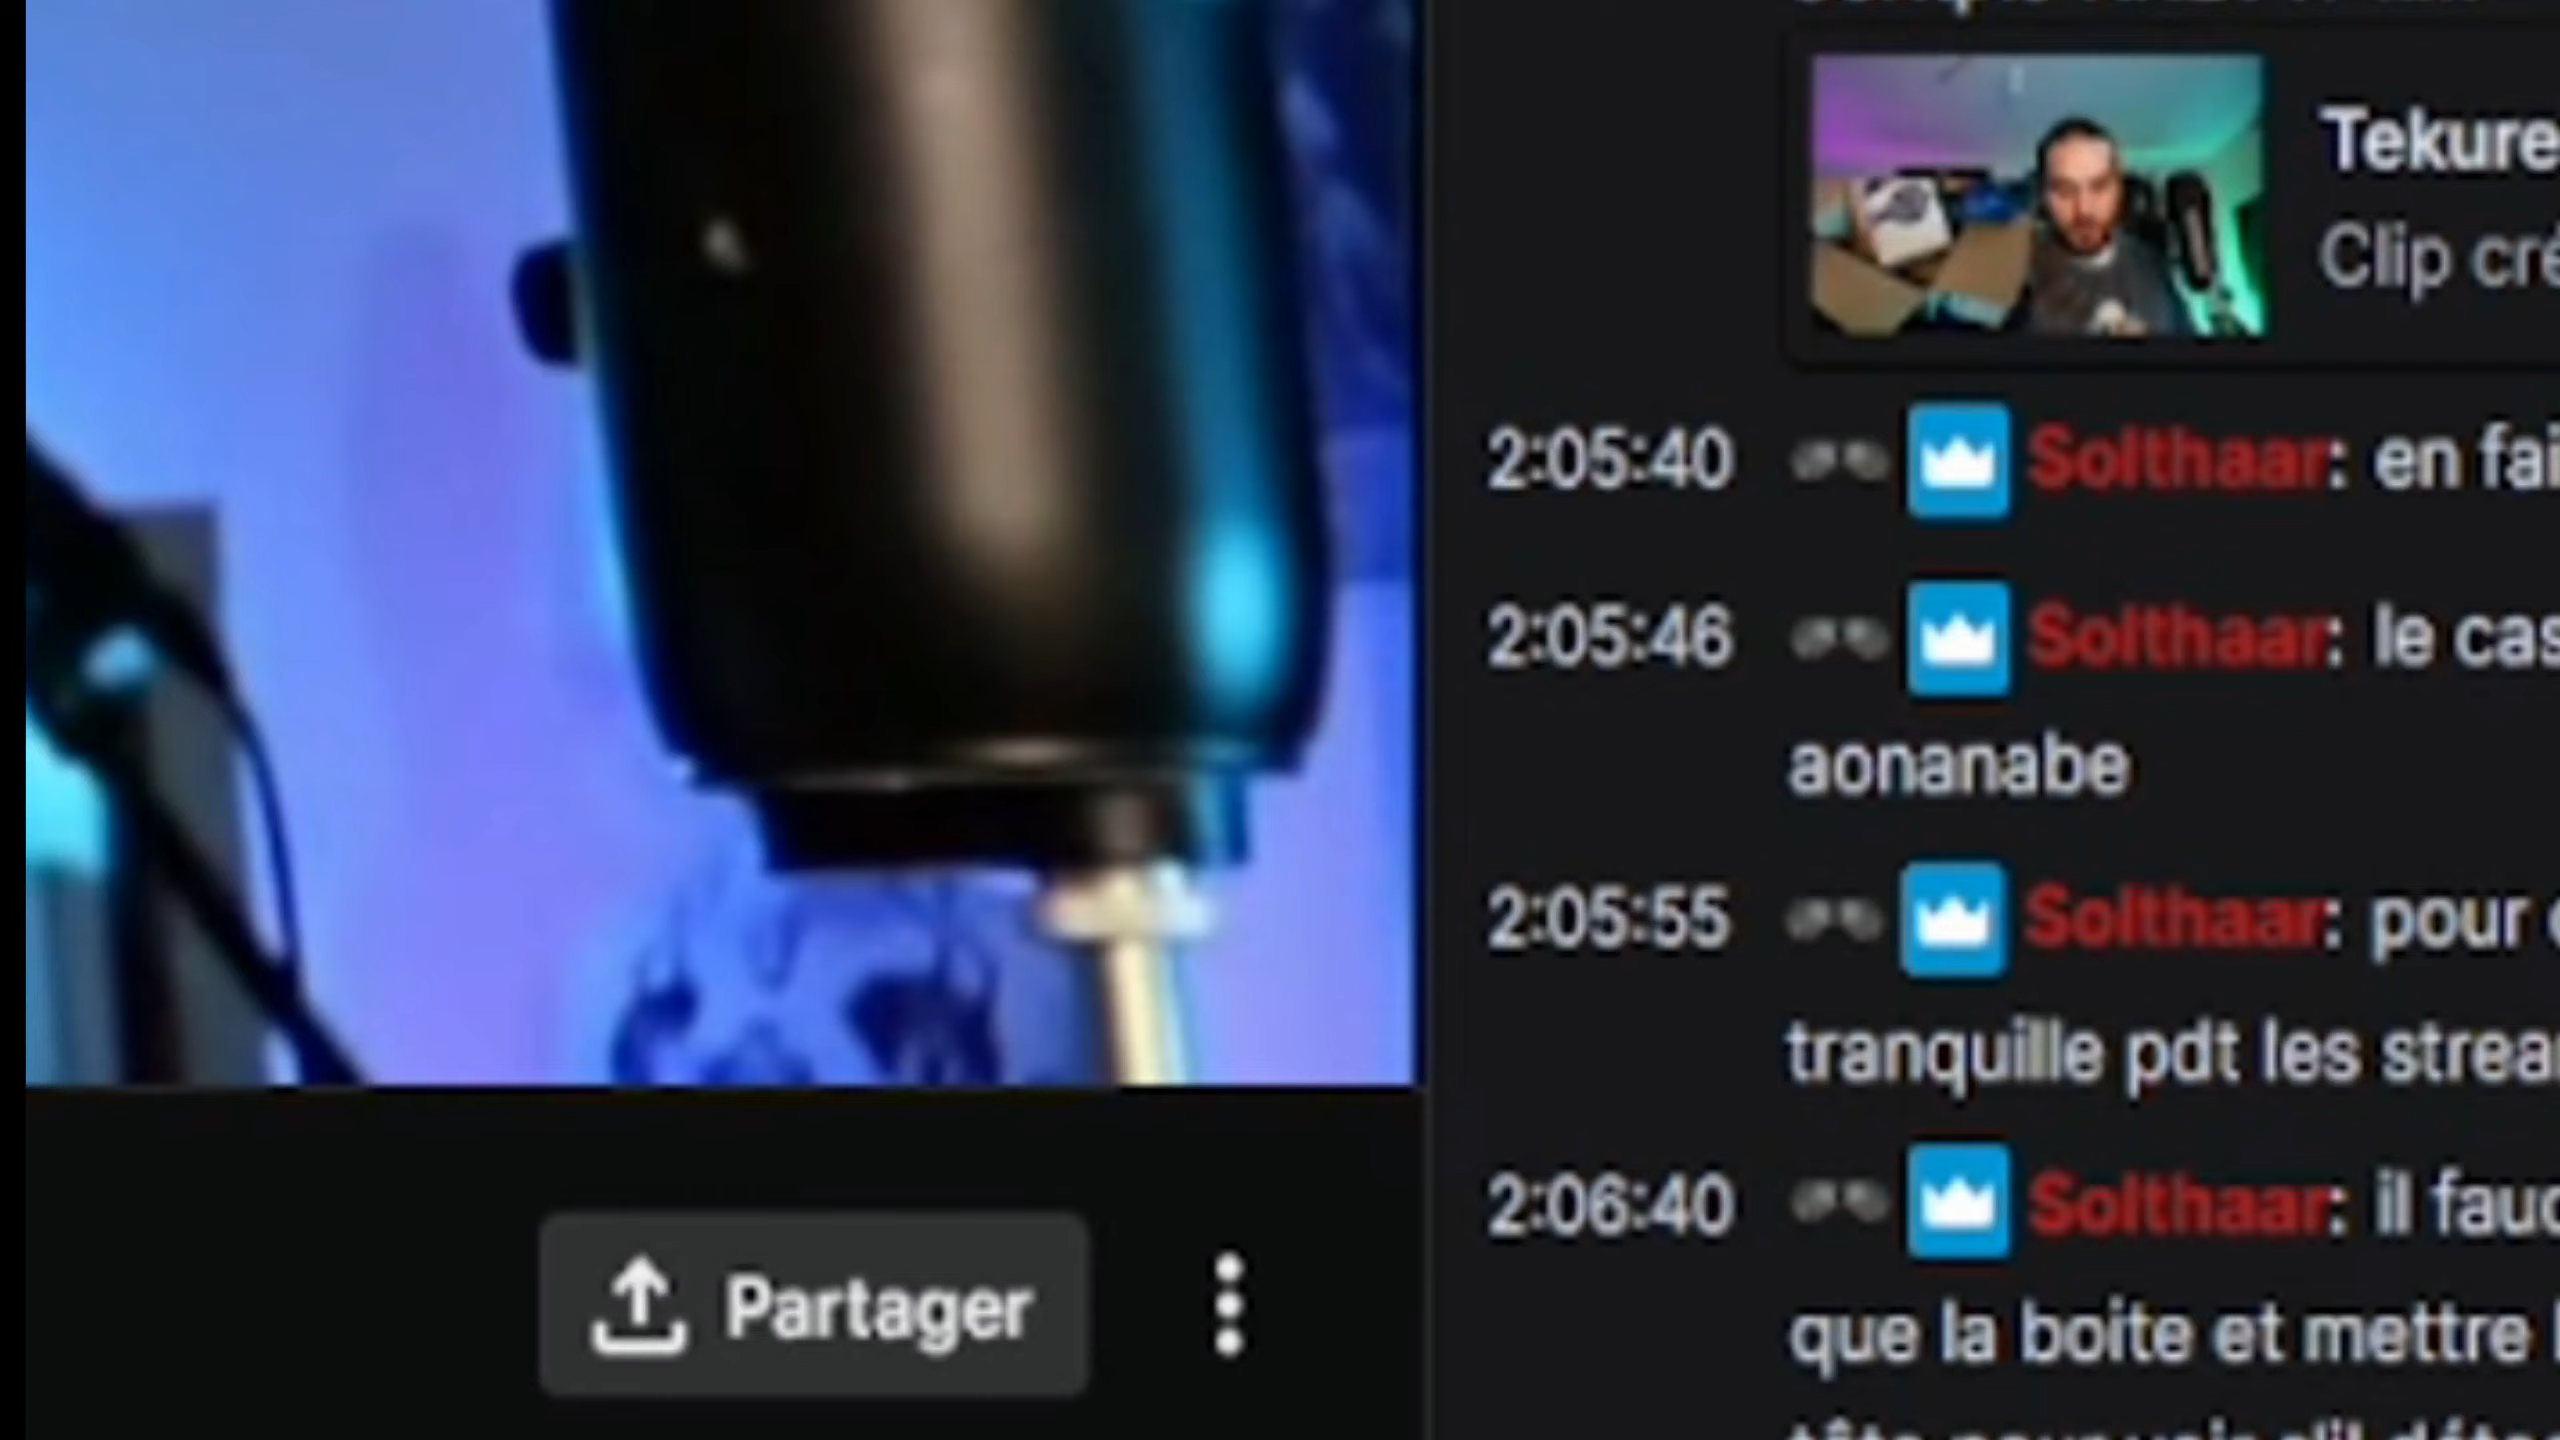 Tekure
Clip cré
2:05:40 Solthaar: en fai
2:05:46 Solthaar: le cas
aonanabe
2:05:55 Solthaar: pour
tranquille pdt les strea
2:06:40 Solthaar: il fau
que la boite et mettre
Partager